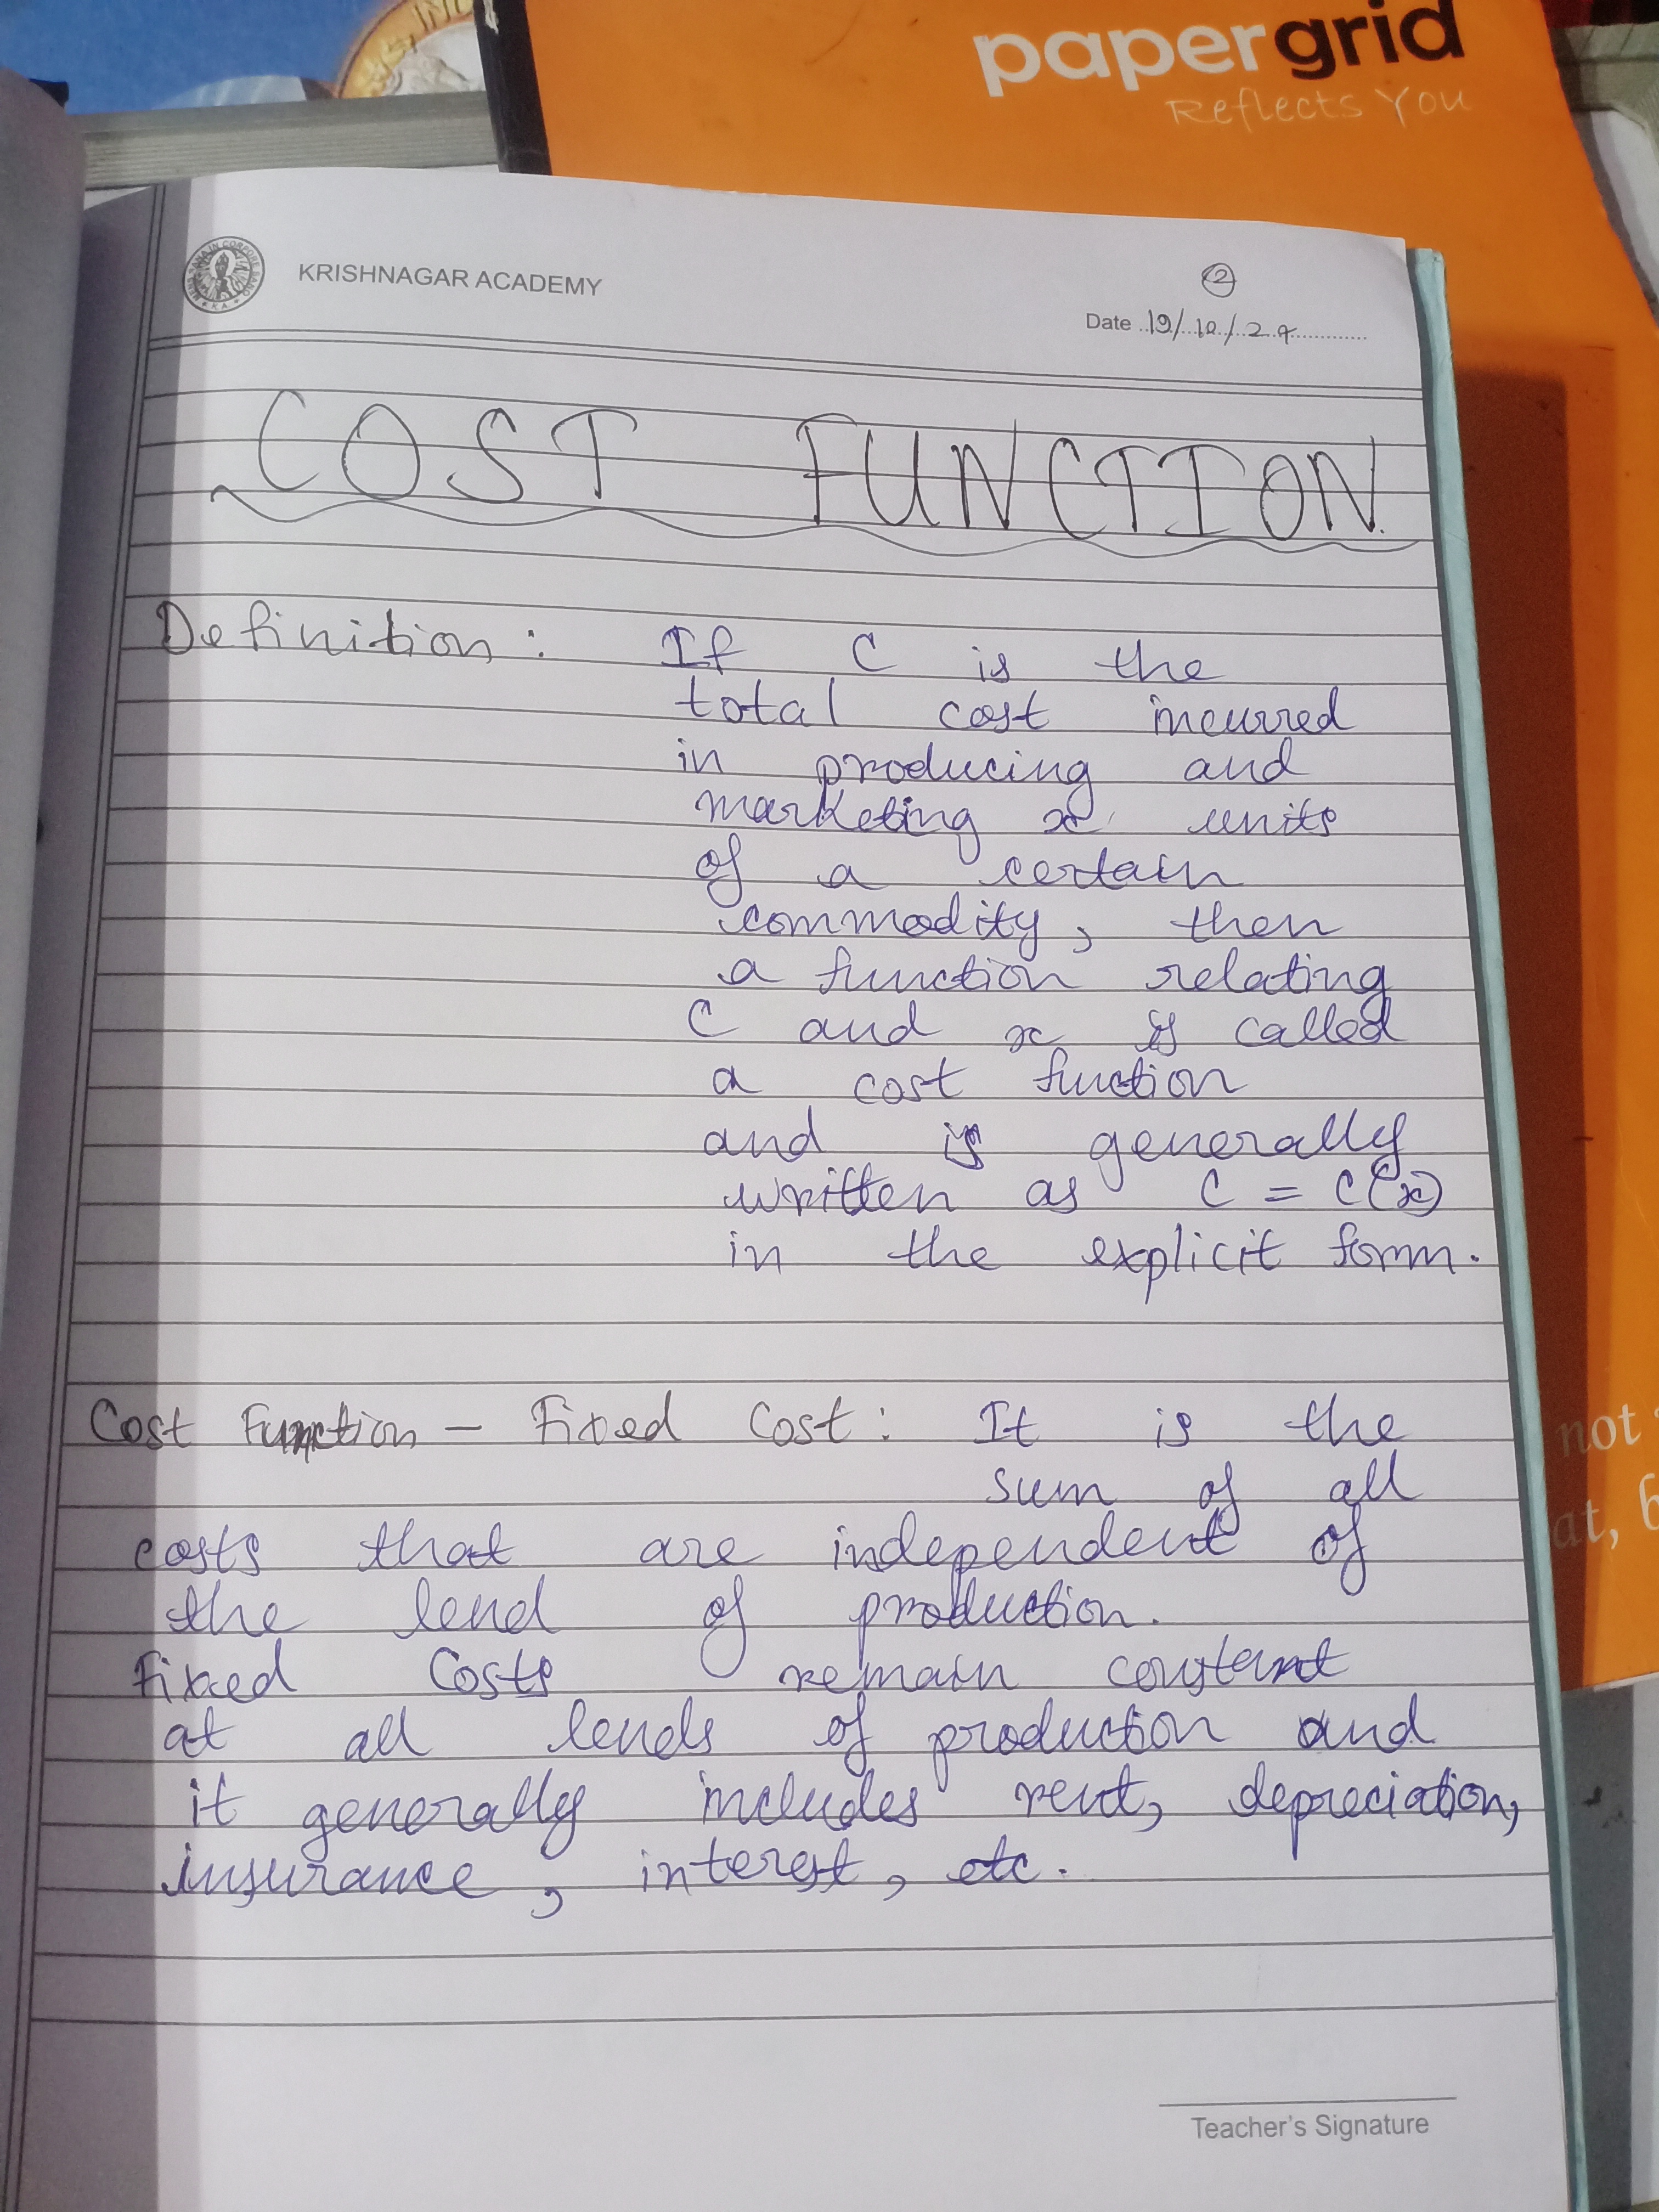 INDI
papergrid
Reflects You
KRISHNAGAR ACADEMY
2
Date 19/10/24
COST FUNCTION.
Definition: If C is the
total cost incurred
in producing and
marketing x units
of a certain
commodity, then
a function relating
C and x is called
a cost function
and is generally
written as C = C(x)
in the explicit form.
Cost Function - Fixed Cost: It is the
sum of all
costs that are independent of
the lend of production.
Fixed Costs remain constant
at all lends of production and
it generally includes rent, depreciation,
insurance, interest, etc.
not
at, b
Teacher's Signature